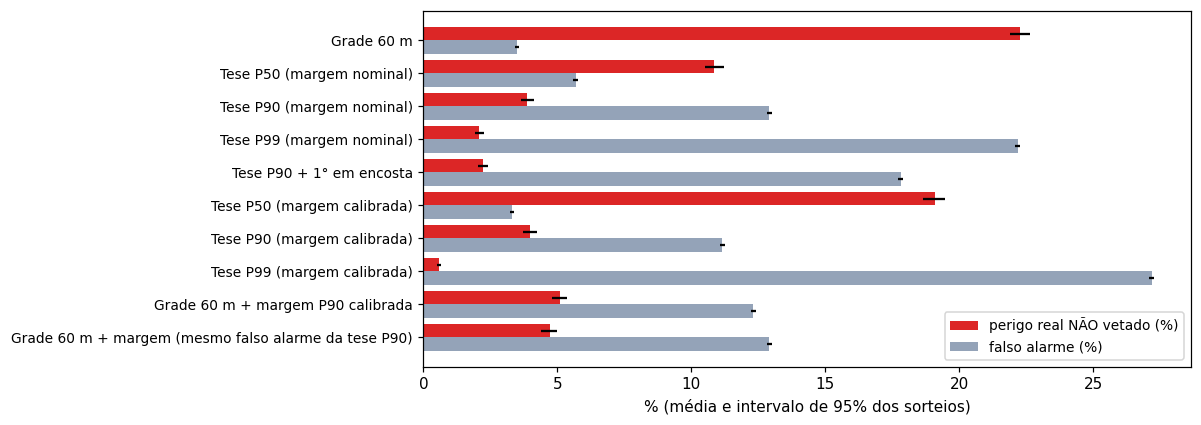 Grade 60 m
Tese P50 (margem nominal)
Tese P90 (margem nominal)
Tese P99 (margem nominal)
Tese P90 + 1° em encosta
Tese P50 (margem calibrada)
Tese P90 (margem calibrada)
Tese P99 (margem calibrada)
Grade 60 m + margem P90 calibrada
Grade 60 m + margem (mesmo falso alarme da tese P90)
perigo real NÃO vetado (%)
falso alarme (%)
0 5 10 15 20 25
% (média e intervalo de 95% dos sorteios)